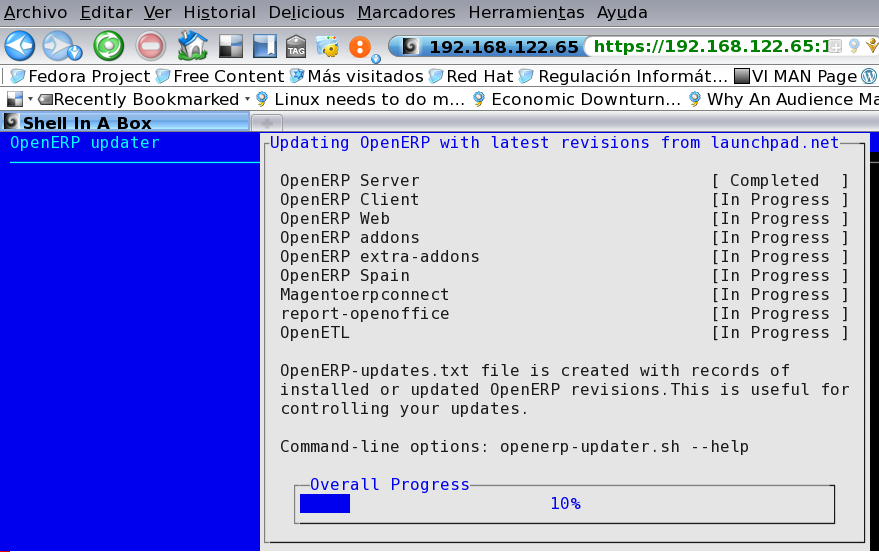 Archivo Editar Ver Historial Delicious Marcadores Herramientas Ayuda
TAG 192.168.122.65 https://192.168.122.65:1
Fedora Project Free Content Más visitados Red Hat Regulación Informát... VI MAN Page
Recently Bookmarked Linux needs to do m... Economic Downturn... Why An Audience Ma
Shell In A Box
OpenERP updater
Updating OpenERP with latest revisions from launchpad.net
OpenERP Server [ Completed ]
OpenERP Client [In Progress ]
OpenERP Web [In Progress ]
OpenERP addons [In Progress ]
OpenERP extra-addons [In Progress ]
OpenERP Spain [In Progress ]
Magentoerpconnect [In Progress ]
report-openoffice [In Progress ]
OpenETL [In Progress ]
OpenERP-updates.txt file is created with records of
installed or updated OpenERP revisions.This is useful for
controlling your updates.
Command-line options: openerp-updater.sh --help
Overall Progress
10%